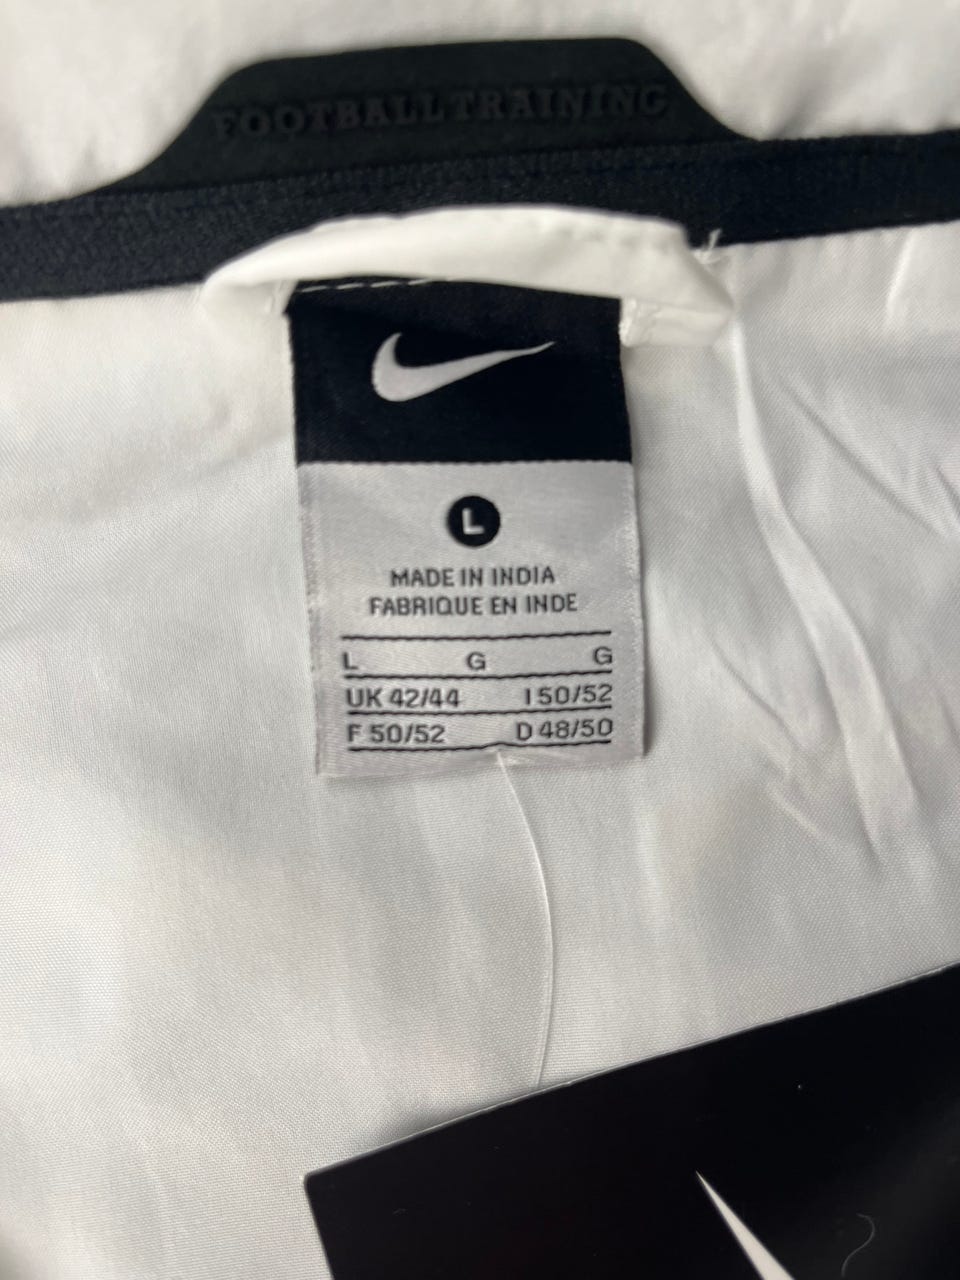 FOOTBALL TRAINING
L
MADE IN INDIA
FABRIQUE EN INDE
L G G
UK 42/44 I 50/52
F 50/52 D 48/50